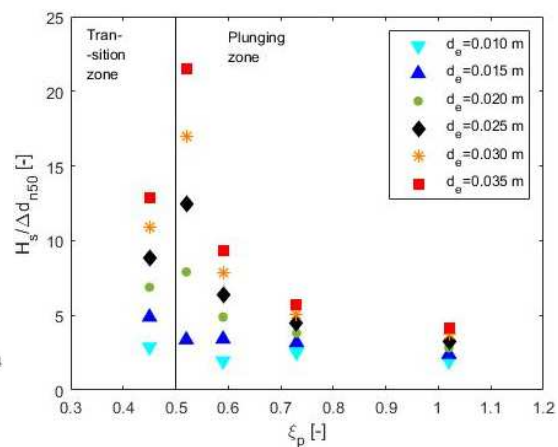 25
20
15
10
5
0
H_s/Δd_n50 [-]
Tran-
-sition
zone
Plunging
zone
d_e=0.010 m
d_e=0.015 m
d_e=0.020 m
d_e=0.025 m
d_e=0.030 m
d_e=0.035 m
0.3 0.4 0.5 0.6 0.7 0.8 0.9 1 1.1 1.2
ξ_p [-]